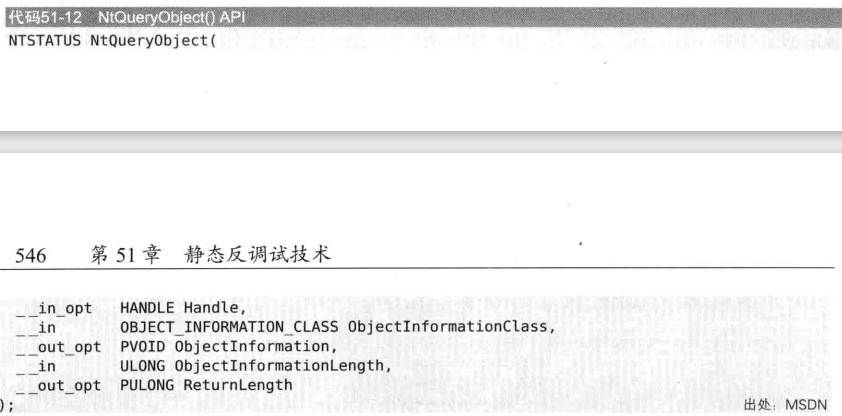 代码51-12 NtQueryObject() API
NTSTATUS NtQueryObject(
546 第 51 章 静态反调试技术
__in_opt HANDLE Handle,
__in OBJECT_INFORMATION_CLASS ObjectInformationClass,
__out_opt PVOID ObjectInformation,
__in ULONG ObjectInformationLength,
__out_opt PULONG ReturnLength
);
出处：MSDN